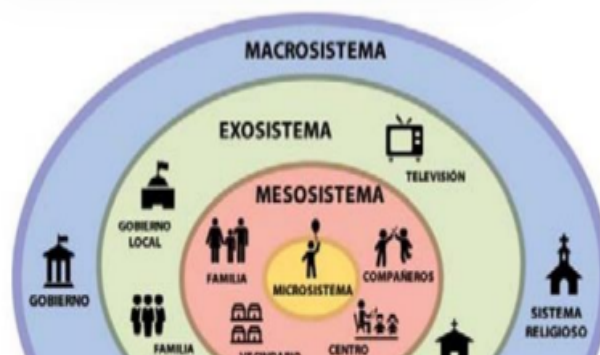 MACROSISTEMA
EXOSISTEMA
TELEVISIÓN
MESOSISTEMA
GOBIERNO
LOCAL
FAMILIA
COMPAÑEROS
MICROSISTEMA
GOBIERNO
SISTEMA
RELIGIOSO
FAMILIA
CENTRO